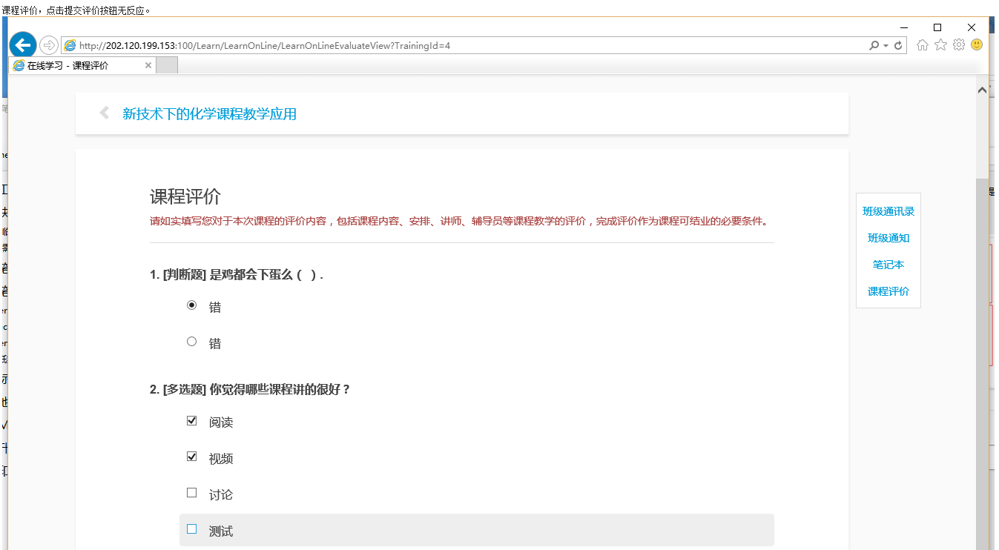 课程评价，点击提交评价按钮无反应。
http://202.120.199.153:100/Learn/LearnOnLine/LearnOnLineEvaluateView?TrainingId=4
在线学习 - 课程评价
新技术下的化学课程教学应用
课程评价
请如实填写您对于本次课程的评价内容，包括课程内容、安排、讲师、辅导员等课程教学的评价，完成评价作为课程可结业的必要条件。
班级通讯录
班级通知
笔记本
课程评价
1. [判断题] 是鸡都会下蛋么（ ）.
错
错
2. [多选题] 你觉得哪些课程讲的很好？
阅读
视频
讨论
测试